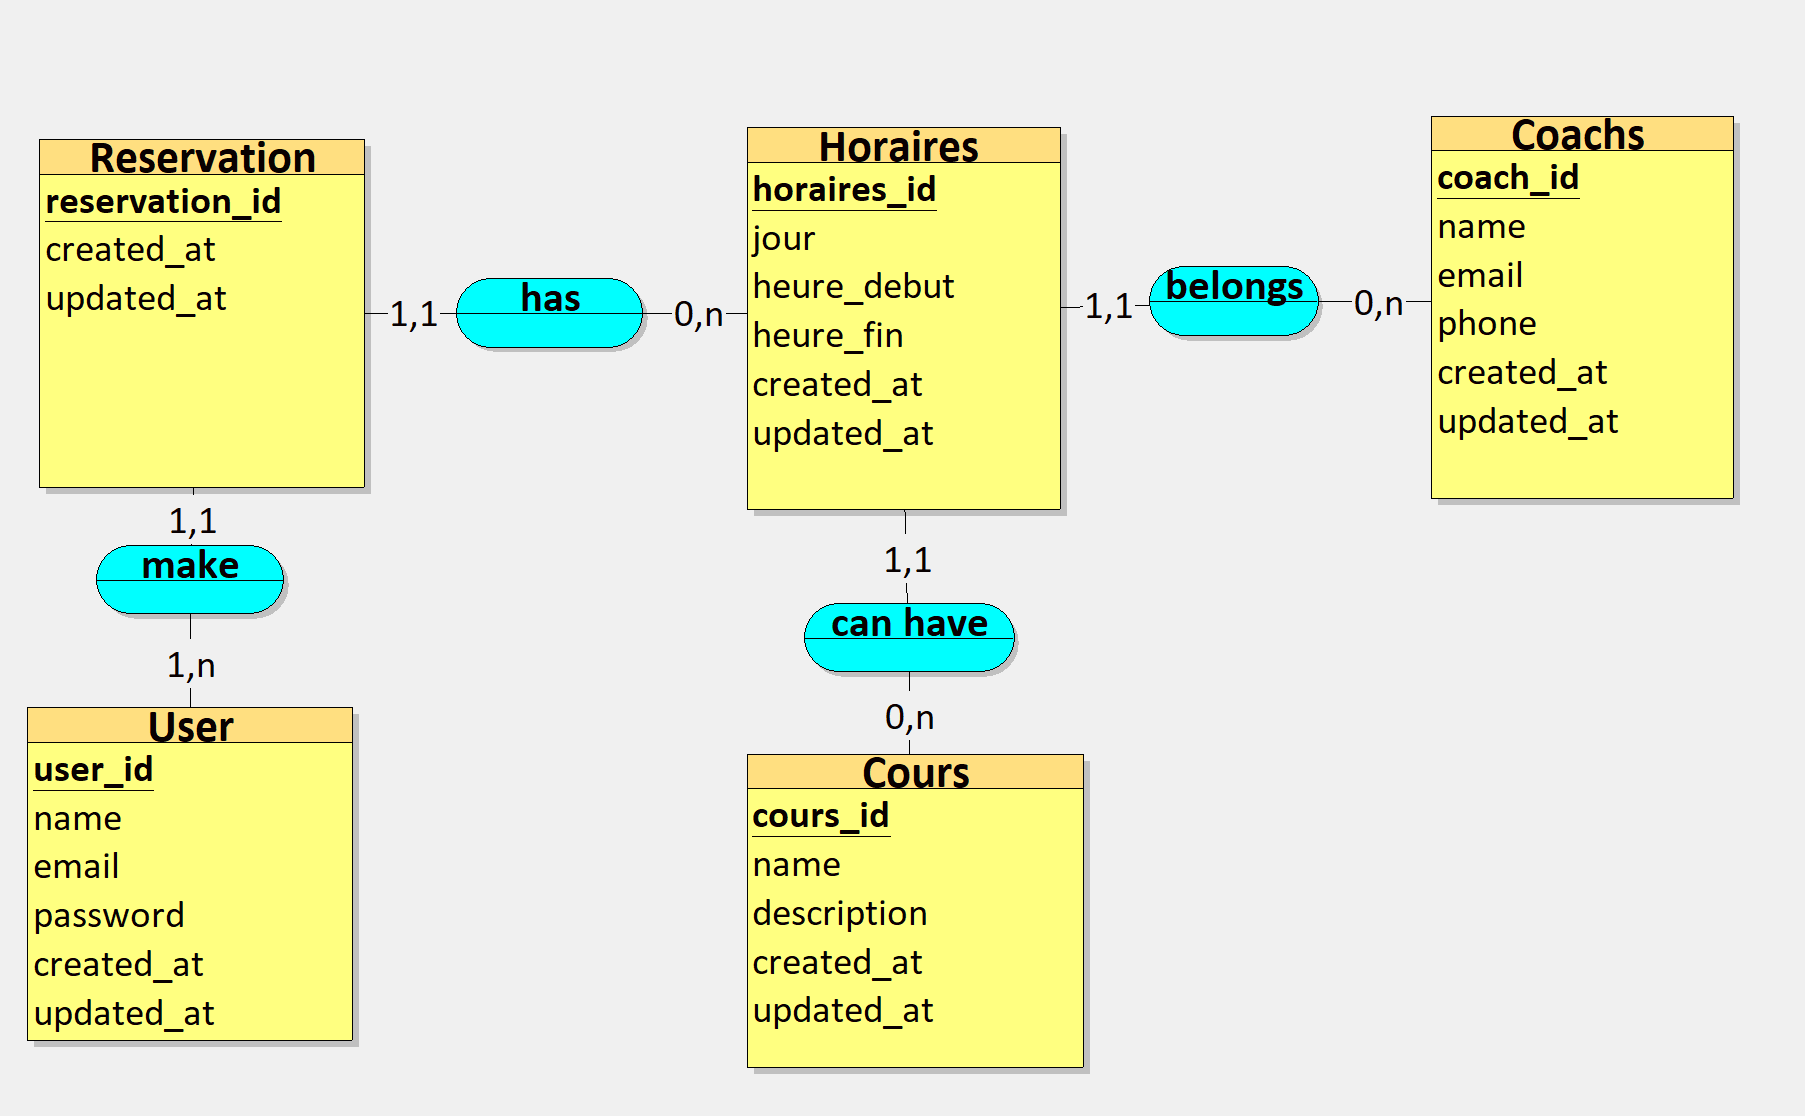 Reservation
reservation_id
created_at
updated_at
1,1
has
0,n
Horaires
horaires_id
jour
heure_debut
heure_fin
created_at
updated_at
1,1
belongs
0,n
Coachs
coach_id
name
email
phone
created_at
updated_at
1,1
make
1,n
User
user_id
name
email
password
created_at
updated_at
1,1
can have
0,n
Cours
cours_id
name
description
created_at
updated_at